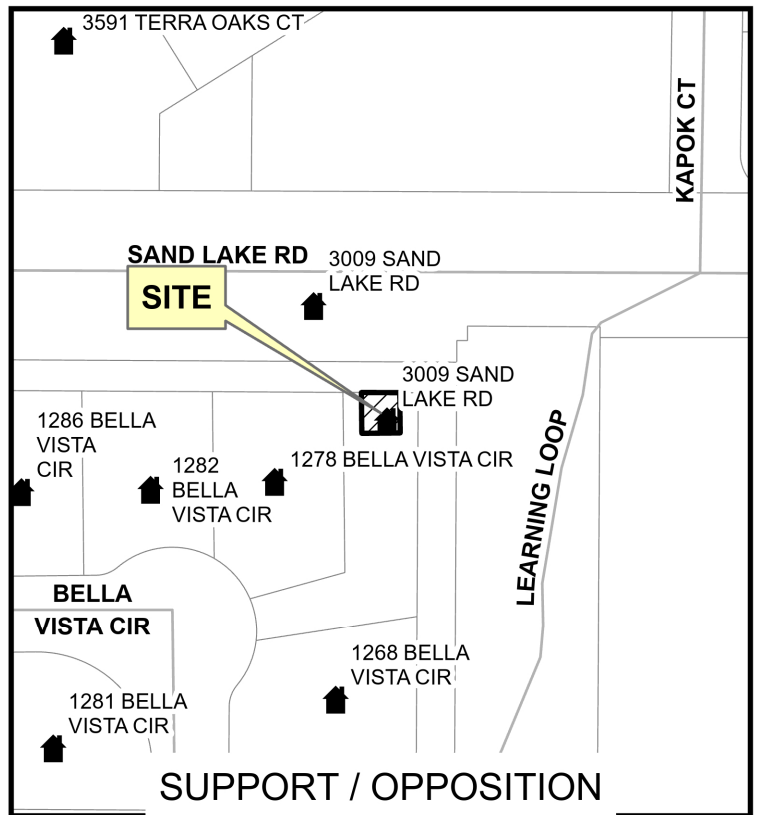 3591 TERRA OAKS CT
KAPOK CT
SAND LAKE RD
3009 SAND
LAKE RD
SITE
3009 SAND
LAKE RD
1286 BELLA
VISTA
CIR
1282
BELLA
VISTA CIR
1278 BELLA VISTA CIR
LEARNING LOOP
BELLA
VISTA CIR
1268 BELLA
VISTA CIR
1281 BELLA
VISTA CIR
SUPPORT / OPPOSITION